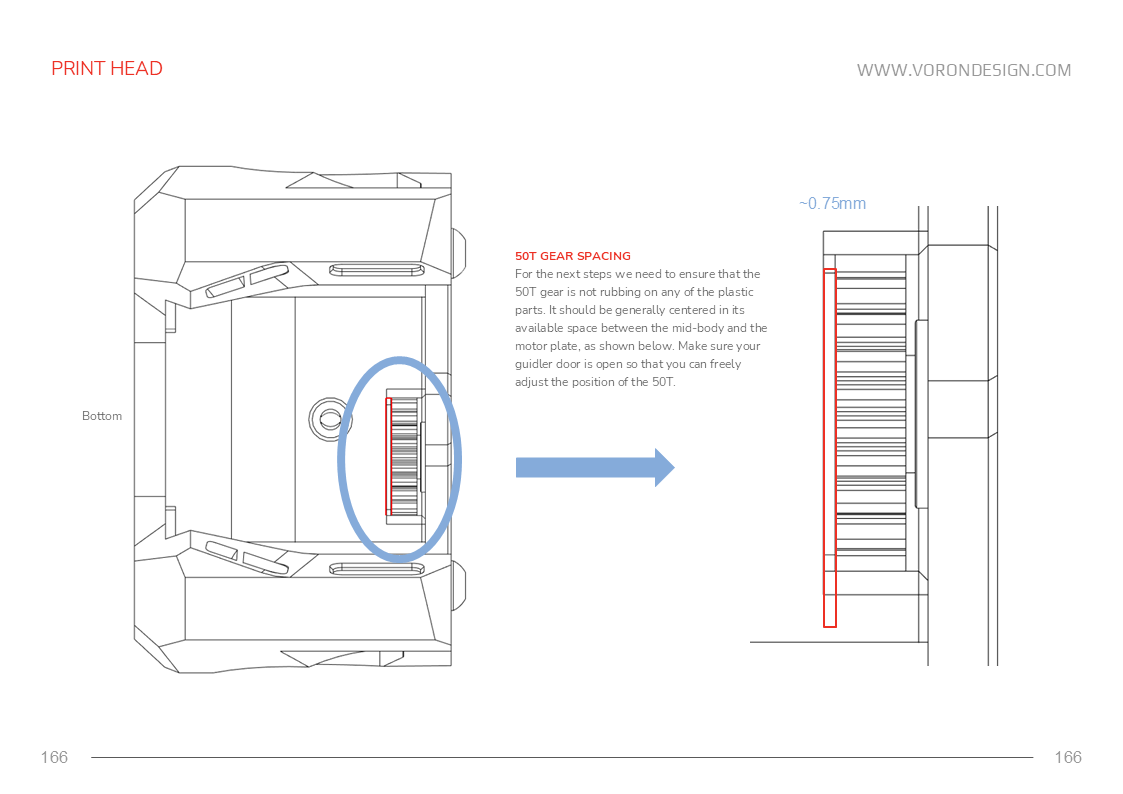 PRINT HEAD
WWW.VORONDESIGN.COM
~0.75mm
50T GEAR SPACING
For the next steps we need to ensure that the
50T gear is not rubbing on any of the plastic
parts. It should be generally centered in its
available space between the mid-body and the
motor plate, as shown below. Make sure your
guidler door is open so that you can freely
adjust the position of the 50T.
Bottom
166
166